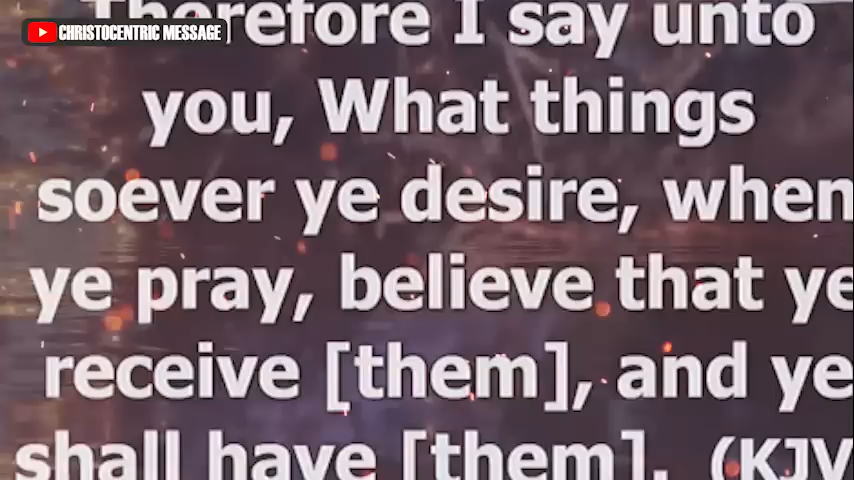 CHRISTOCENTRIC MESSAGE
Therefore I say unto
you, What things
soever ye desire, when
ye pray, believe that ye
receive [them], and ye
shall have [them]. (KJV